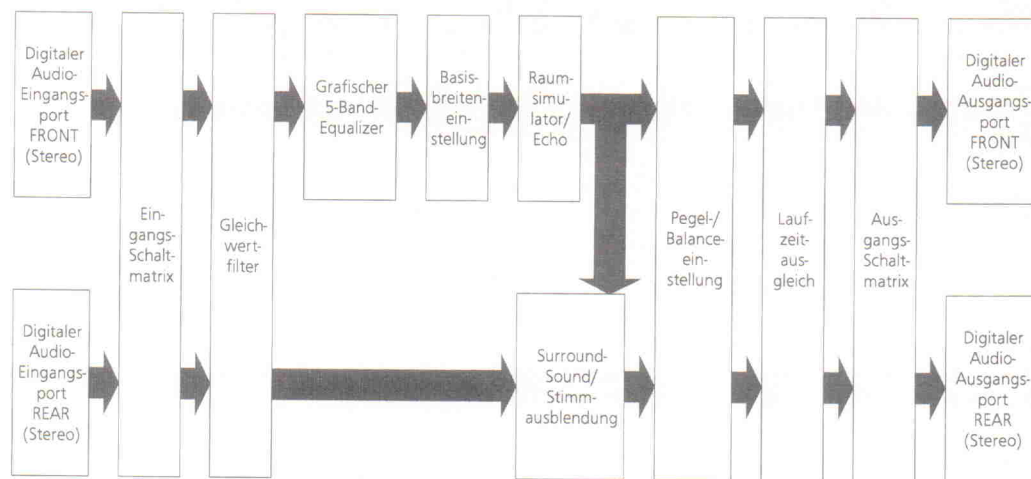 Digitaler
Audio-
Eingangs-
port
FRONT
(Stereo)
Ein-
gangs-
Schalt-
matrix
Gleich-
wert-
filter
Grafischer
5-Band-
Equalizer
Basis-
breiten-
ein-
stellung
Raum-
simu-
lator/
Echo
Pegel-/
Balance-
ein-
stellung
Lauf-
zeit-
aus-
gleich
Aus-
gangs-
Schalt-
matrix
Digitaler
Audio-
Ausgangs-
port
FRONT
(Stereo)
Digitaler
Audio-
Eingangs-
port
REAR
(Stereo)
Surround-
Sound/
Stimm-
ausblendung
Digitaler
Audio-
Ausgangs-
port
REAR
(Stereo)